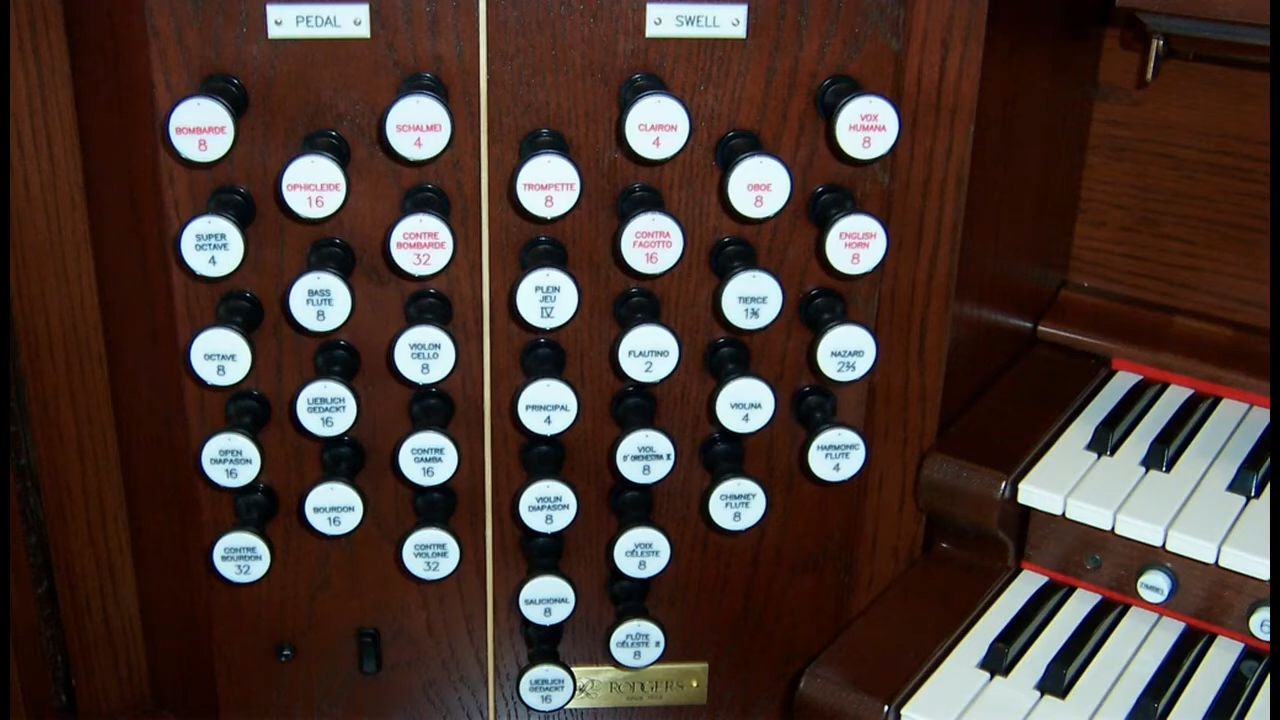 PEDAL
SWELL
BOMBARDE
8
SCHALMEI
4
OPHICLEIDE
16
SUPER
OCTAVE
4
CONTRE
BOMBARDE
32
BASS
FLUTE
8
OCTAVE
8
VIOLON
CELLO
8
LIEBLICH
GEDACKT
16
OPEN
DIAPASON
16
CONTRE
GAMBA
16
BOURDON
16
CONTRE
BOURDON
32
CONTRE
VIOLONE
32
CLAIRON
4
VOX
HUMANA
8
TROMPETTE
8
OBOE
8
CONTRA
FAGOTTO
16
ENGLISH
HORN
8
PLEIN
JEU
IV
TIERCE
1⅗
FLAUTINO
2
NAZARD
2⅔
PRINCIPAL
4
VIOLINA
4
VIOL
D'ORCHESTRA II
8
HARMONIC
FLUTE
4
VIOLIN
DIAPASON
8
CHIMNEY
FLUTE
8
VOIX
CÉLESTE
8
SALICIONAL
8
FLÛTE
CÉLESTE II
8
LIEBLICH
GEDACKT
16
RODGERS
6